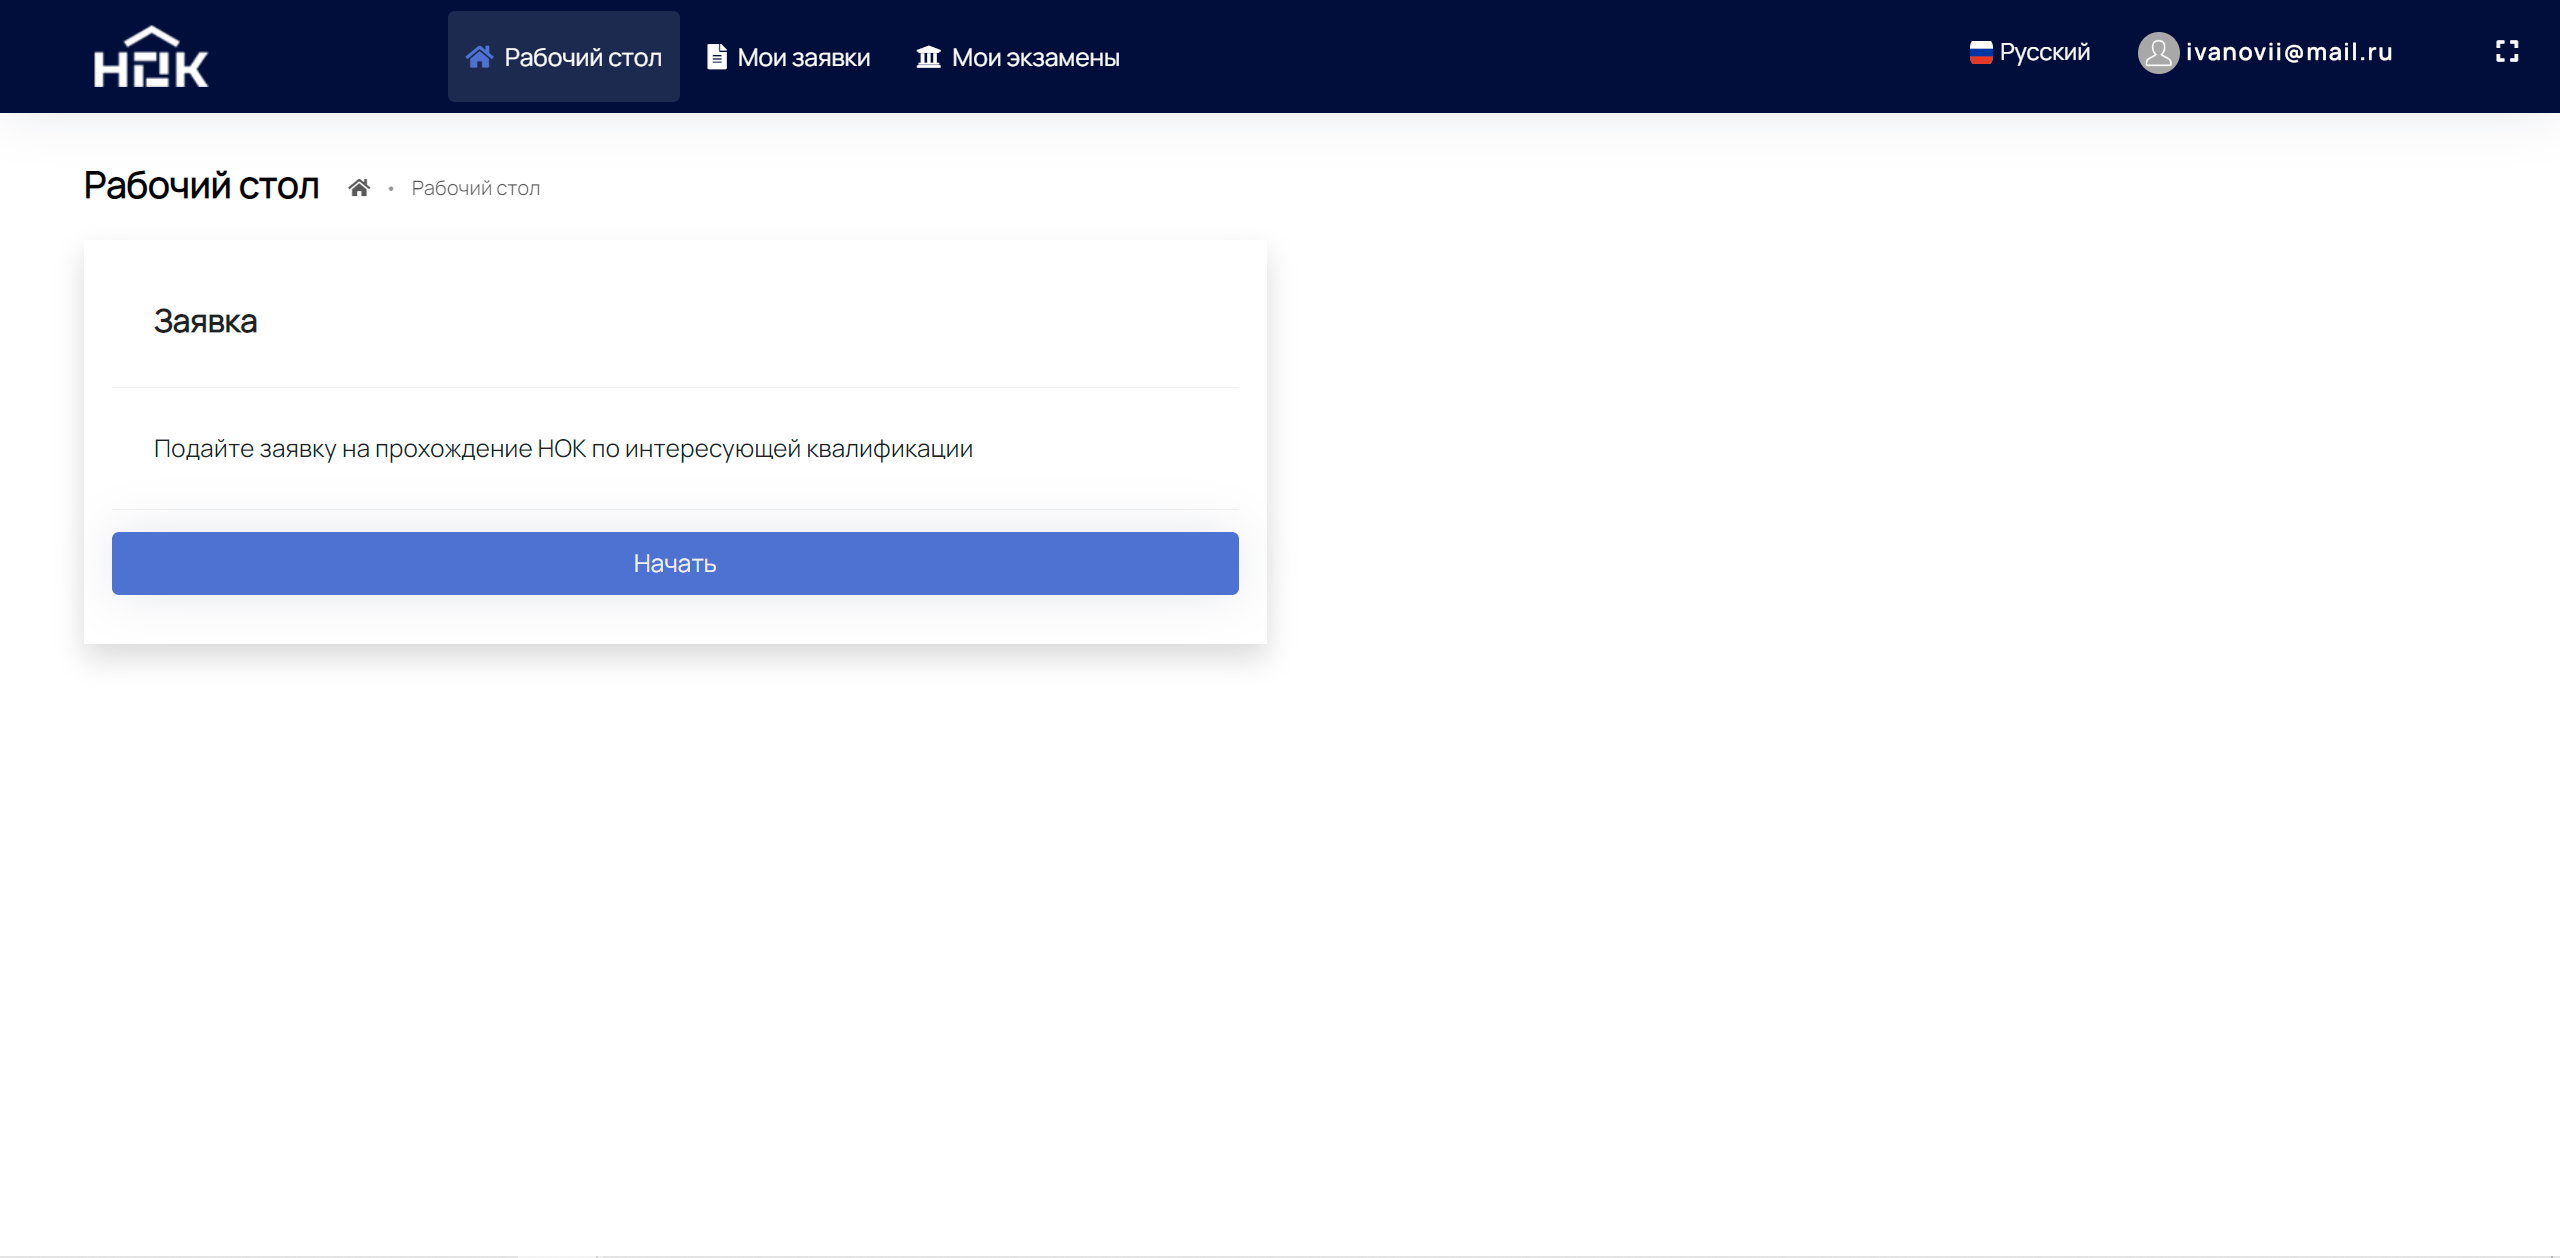 НОК
Рабочий стол
Мои заявки
Мои экзамены
Русский
ivanovii@mail.ru
Рабочий стол
• Рабочий стол
Заявка
Подайте заявку на прохождение НОК по интересующей квалификации
Начать